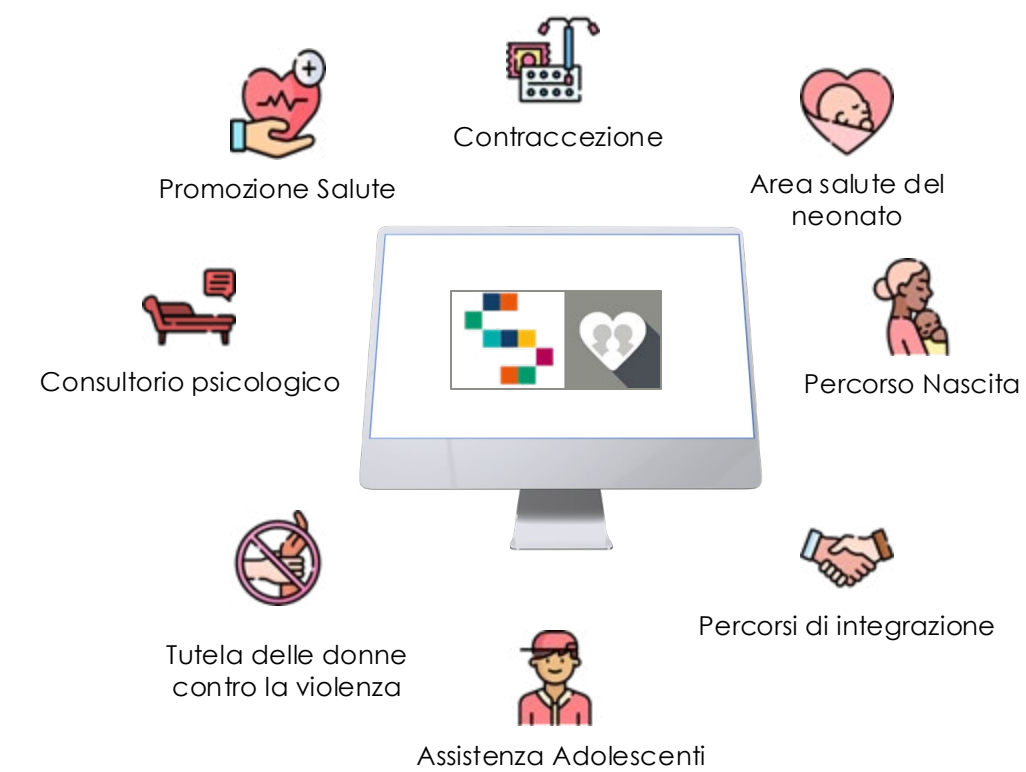 Contraccezione
Promozione Salute
Area salute del
neonato
Consultorio psicologico
Percorso Nascita
Percorsi di integrazione
Tutela delle donne
contro la violenza
Assistenza Adolescenti